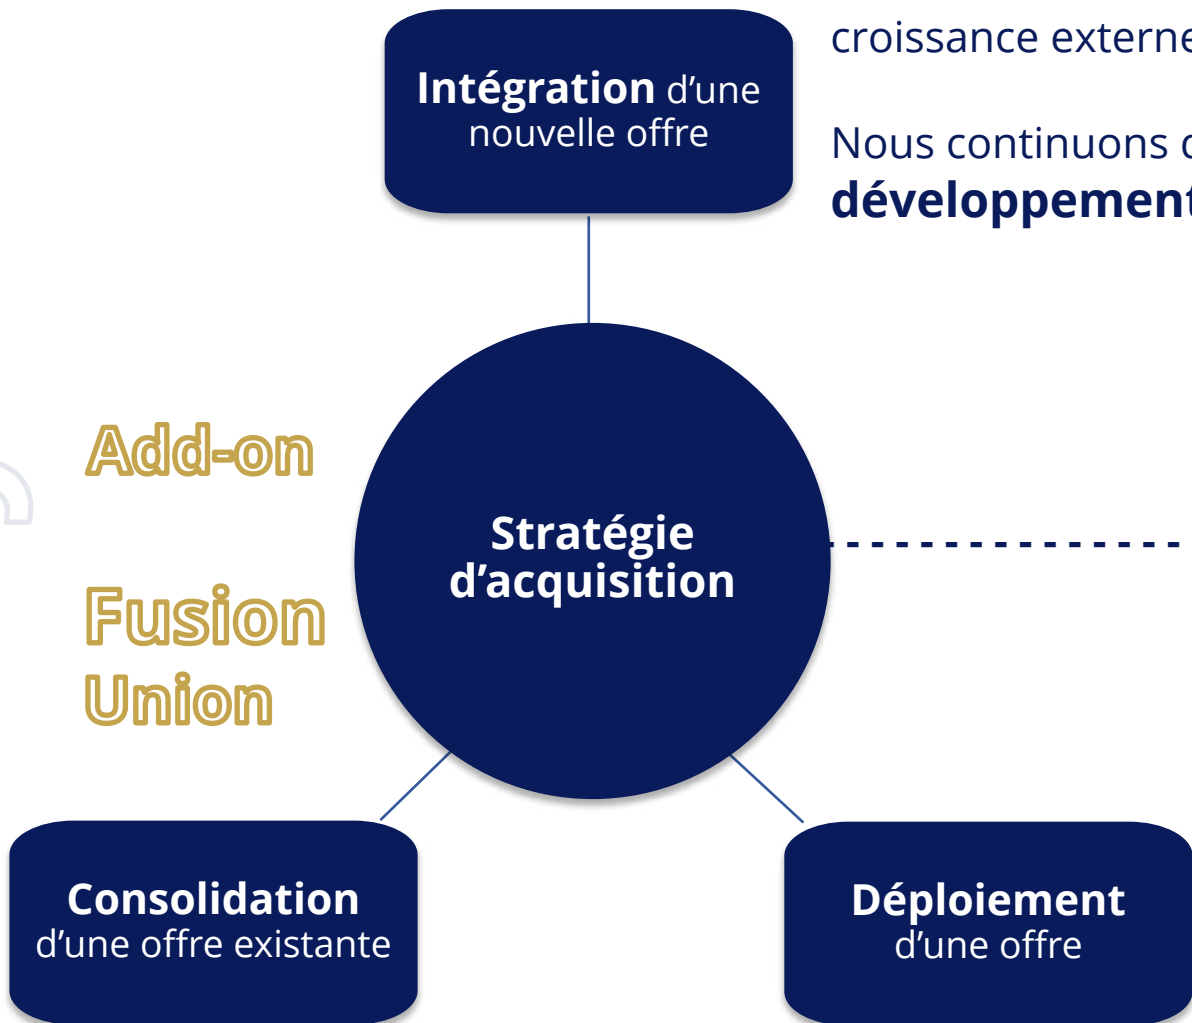 croissance externe
Intégration d’une
nouvelle offre
Nous continuons
développement
Add-on
Stratégie
d’acquisition
Fusion
Union
Consolidation
d’une offre existante
Déploiement
d’une offre